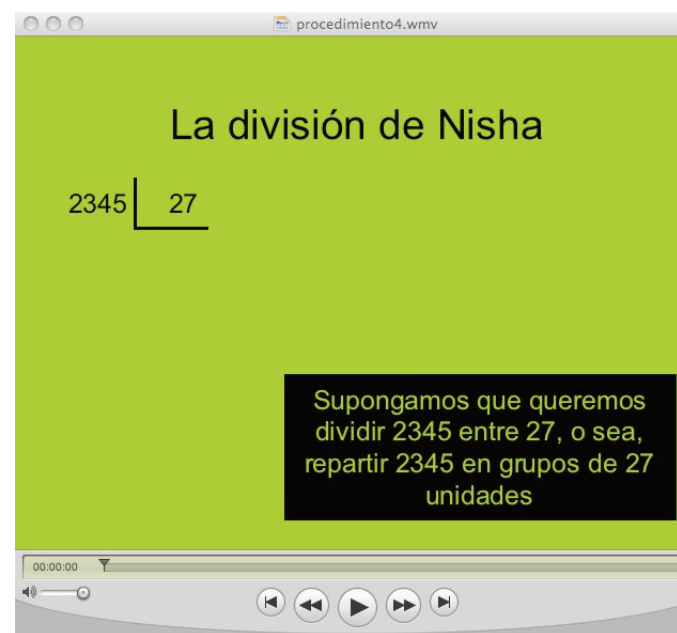 procedimiento4.wmv
La división de Nisha
2345 27
Supongamos que queremos
dividir 2345 entre 27, o sea,
repartir 2345 en grupos de 27
unidades
00:00:00